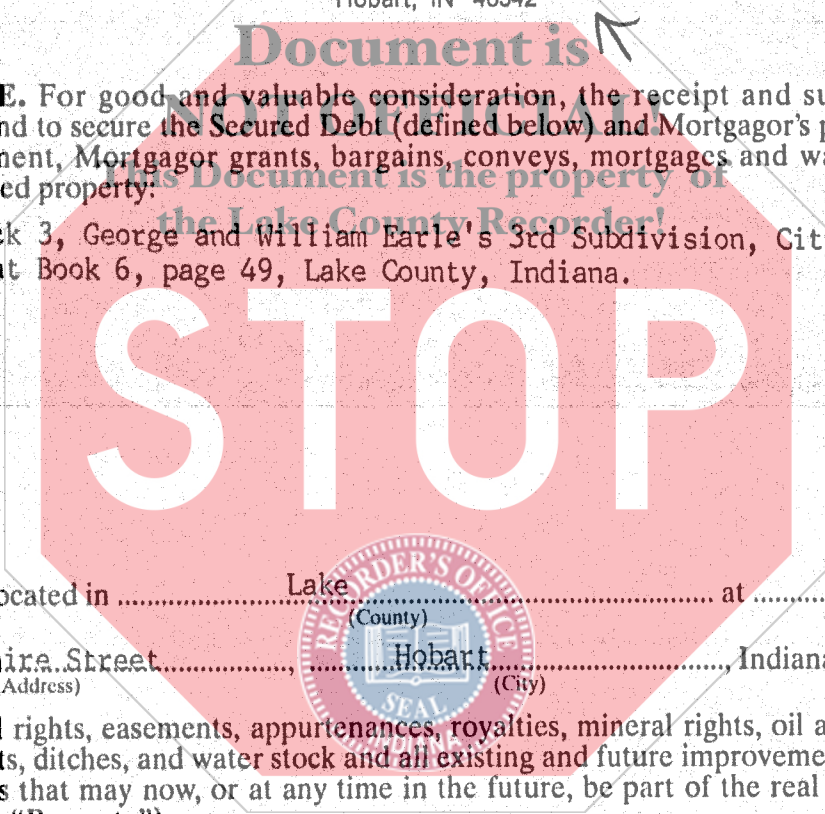 Hobart, IN 46342
Document is
E. For good and valuable consideration, the receipt and su
NOT OFFICIAL!
nd to secure the Secured Debt (defined below) and Mortgagor's p
nent, Mortgagor grants, bargains, conveys, mortgages and wa
This Document is the property of
ed property:
the Lake County Recorder!
k 3, George and William Earle's 3rd Subdivision, Cit
t Book 6, page 49, Lake County, Indiana.
STOP
RECORDER'S OFFICE
ocated in Lake at
(County)
ire Street, Hobart, Indiana
Address) (City)
SEAL
INDIANA
l rights, easements, appurtenances, royalties, mineral rights, oil a
ts, ditches, and water stock and all existing and future improveme
s that may now, or at any time in the future, be part of the real